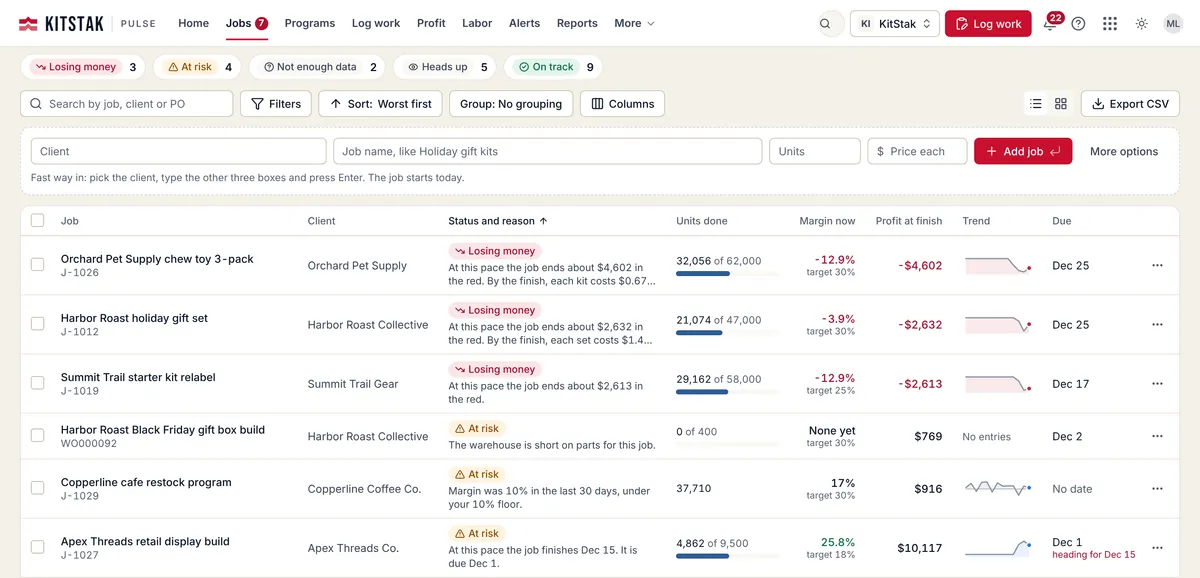 KITSTAK PULSE Home Jobs 7 Programs Log work Profit Labor Alerts Reports More KI KitStak Log work 22 ML
Losing money 3 At risk 4 Not enough data 2 Heads up 5 On track 9
Search by job, client or PO Filters Sort: Worst first Group: No grouping Columns Export CSV
Client Job name, like Holiday gift kits Units $ Price each + Add job More options
Fast way in: pick the client, type the other three boxes and press Enter. The job starts today.
Job Client Status and reason Units done Margin now Profit at finish Trend Due
Orchard Pet Supply chew toy 3-pack
J-1026
Orchard Pet Supply
Losing money
At this pace the job ends about $4,602 in
the red. By the finish, each kit costs $0.67...
32,056 of 62,000
-12.9%
target 30%
-$4,602
Dec 25
Harbor Roast holiday gift set
J-1012
Harbor Roast Collective
Losing money
At this pace the job ends about $2,632 in
the red. By the finish, each set costs $1.4...
21,074 of 47,000
-3.9%
target 30%
-$2,632
Dec 25
Summit Trail starter kit relabel
J-1019
Summit Trail Gear
Losing money
At this pace the job ends about $2,613 in
the red.
29,162 of 58,000
-12.9%
target 25%
-$2,613
Dec 17
Harbor Roast Black Friday gift box build
WO000092
Harbor Roast Collective
At risk
The warehouse is short on parts for this job.
0 of 400
None yet
target 30%
$769
No entries
Dec 2
Copperline cafe restock program
J-1029
Copperline Coffee Co.
At risk
Margin was 10% in the last 30 days, under
your 10% floor.
37,710
17%
target 30%
$916
No date
Apex Threads retail display build
J-1027
Apex Threads Co.
At risk
At this pace the job finishes Dec 15. It is
due Dec 1.
4,862 of 9,500
25.8%
target 18%
$10,117
Dec 1
heading for Dec 15